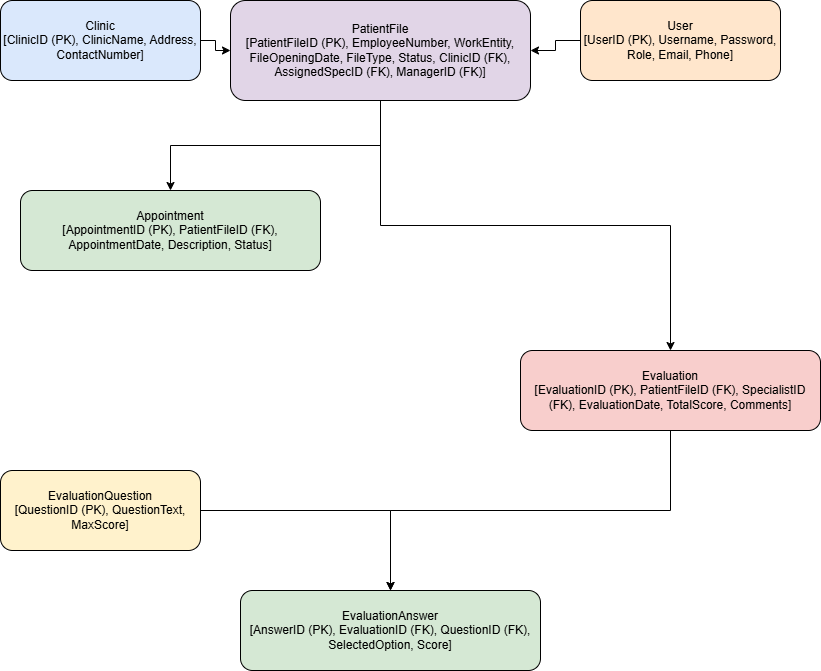 Clinic
[ClinicID (PK), ClinicName, Address,
ContactNumber]
PatientFile
[PatientFileID (PK), EmployeeNumber, WorkEntity,
FileOpeningDate, FileType, Status, ClinicID (FK),
AssignedSpecID (FK), ManagerID (FK)]
User
[UserID (PK), Username, Password,
Role, Email, Phone]
Appointment
[AppointmentID (PK), PatientFileID (FK),
AppointmentDate, Description, Status]
Evaluation
[EvaluationID (PK), PatientFileID (FK), SpecialistID
(FK), EvaluationDate, TotalScore, Comments]
EvaluationQuestion
[QuestionID (PK), QuestionText,
MaxScore]
EvaluationAnswer
[AnswerID (PK), EvaluationID (FK), QuestionID (FK),
SelectedOption, Score]